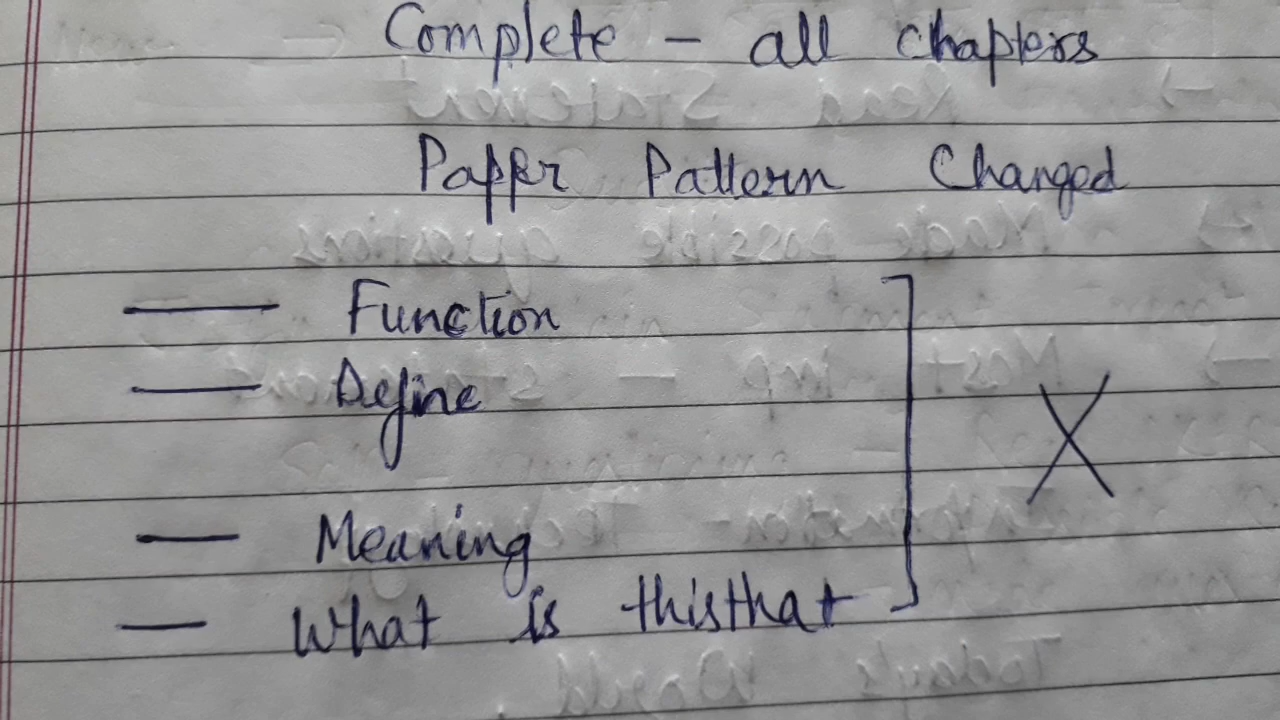 Complete - all chapters
Paper Pattern Changed
— Function
— Define
— Meaning
— What is thisthat